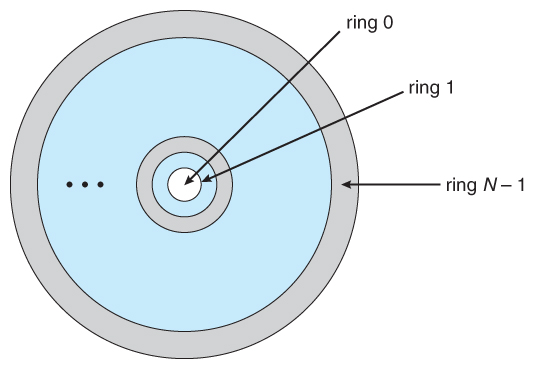 ring 0
ring 1
ring N – 1
• • •